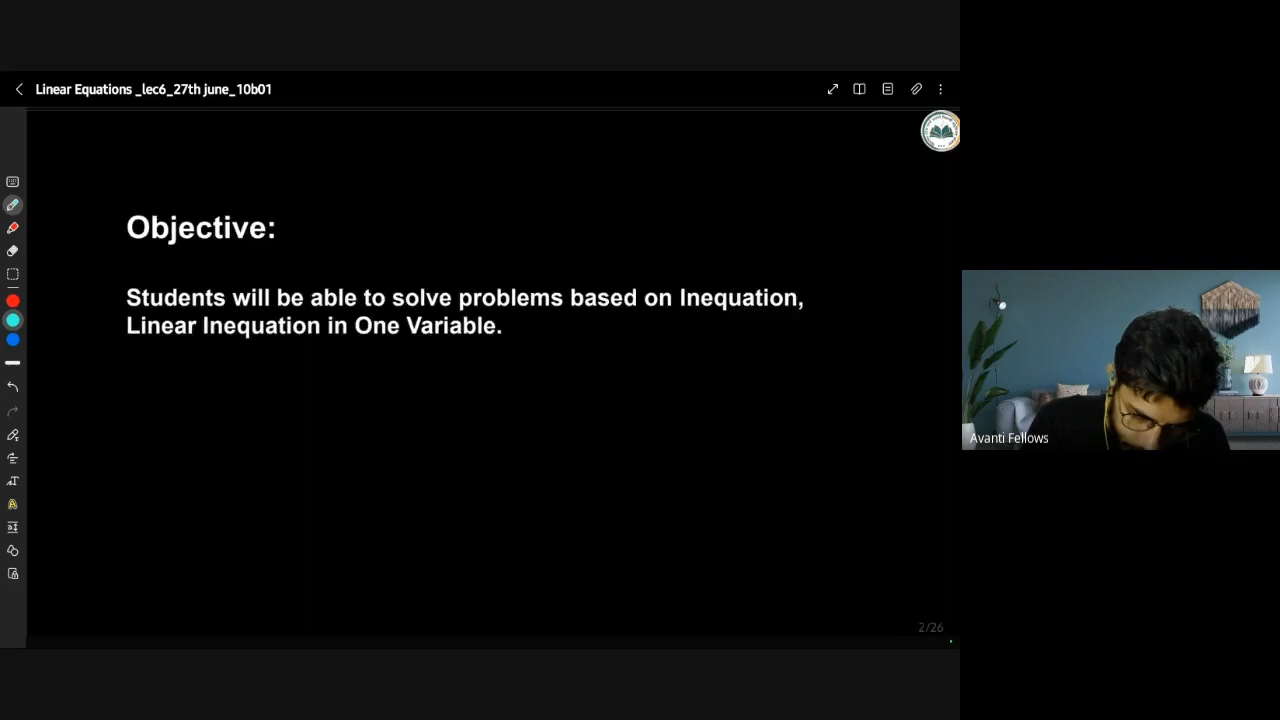 Linear Equations _lec6_27th june_10b01
Objective:
Students will be able to solve problems based on Inequation,
Linear Inequation in One Variable.
2/26
Avanti Fellows